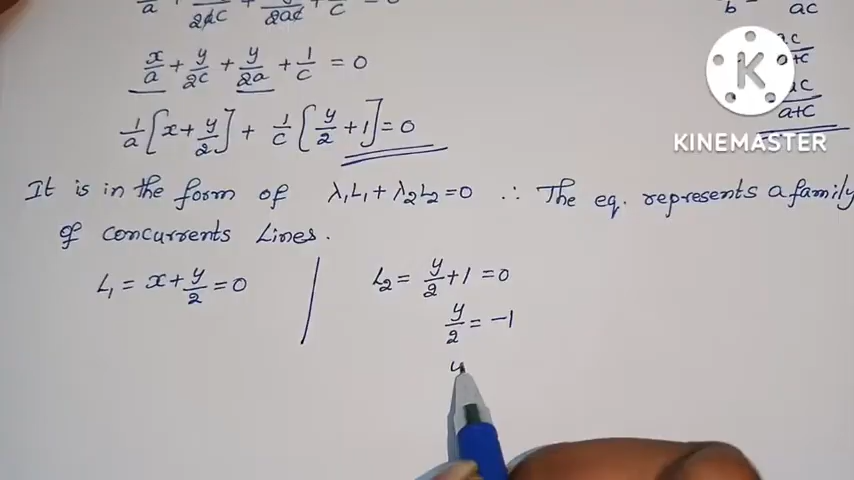 x/a + y/2c + y/2a + 1/c = 0
1/a [x + y/2] + 1/c [y/2 + 1] = 0
It is in the form of λ₁L₁ + λ₂L₂ = 0 ∴ The eq. represents a family
of concurrents Lines.
L₁ = x + y/2 = 0
L₂ = y/2 + 1 = 0
y/2 = -1
y
b ac
a+c
a+c
K
KINEMASTER